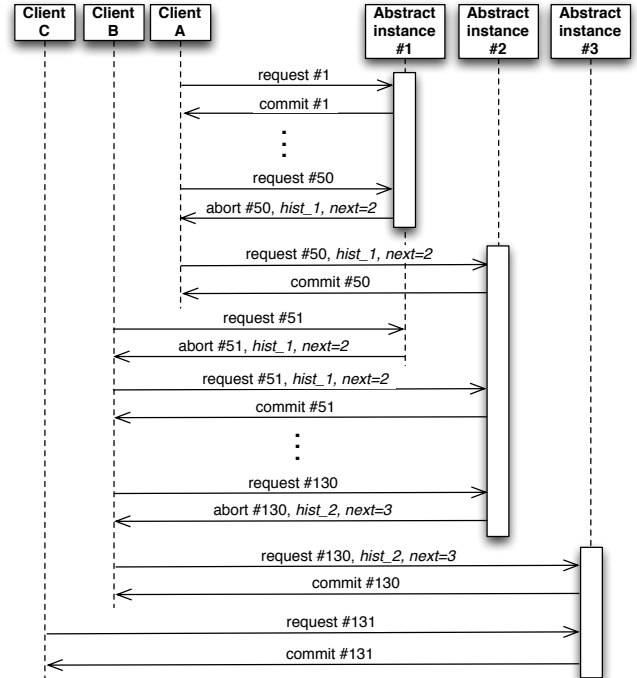 Client C
Client B
Client A
Abstract instance #1
Abstract instance #2
Abstract instance #3
request #1
commit #1
request #50
abort #50, hist_1, next=2
request #50, hist_1, next=2
commit #50
request #51
abort #51, hist_1, next=2
request #51, hist_1, next=2
commit #51
request #130
abort #130, hist_2, next=3
request #130, hist_2, next=3
commit #130
request #131
commit #131